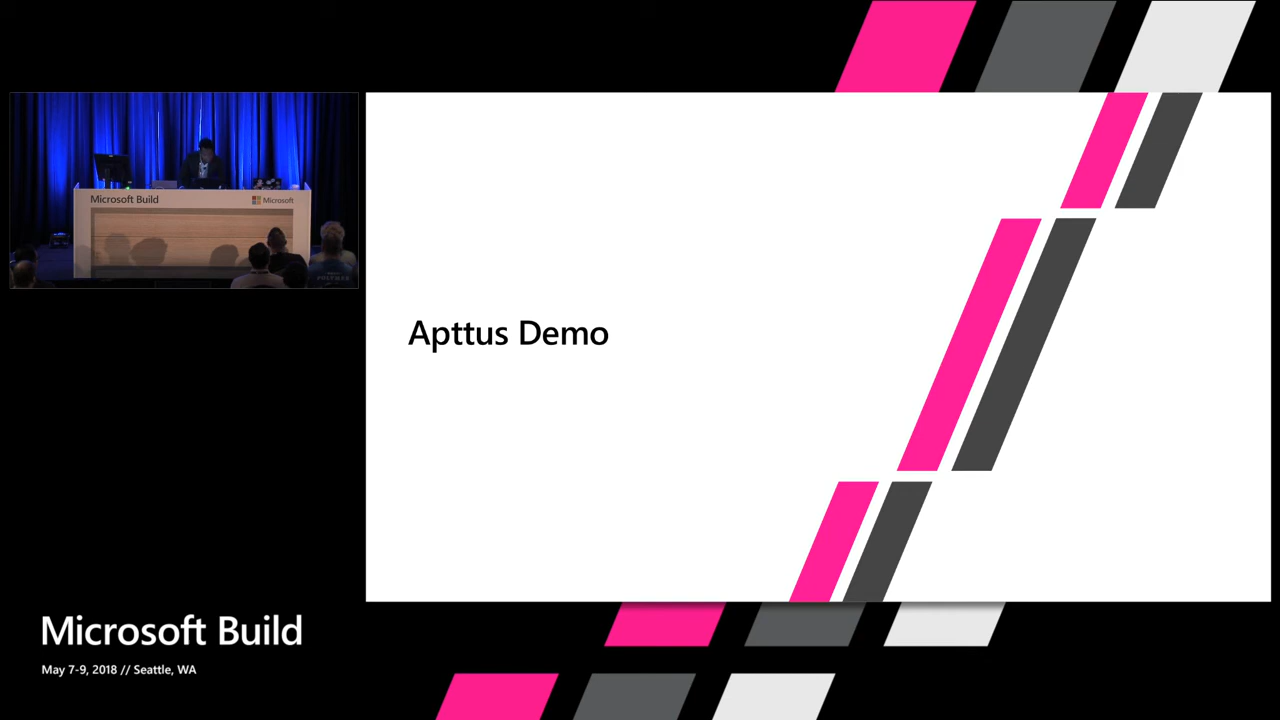 Microsoft Build
Microsoft
Apttus Demo
Microsoft Build
May 7-9, 2018 // Seattle, WA